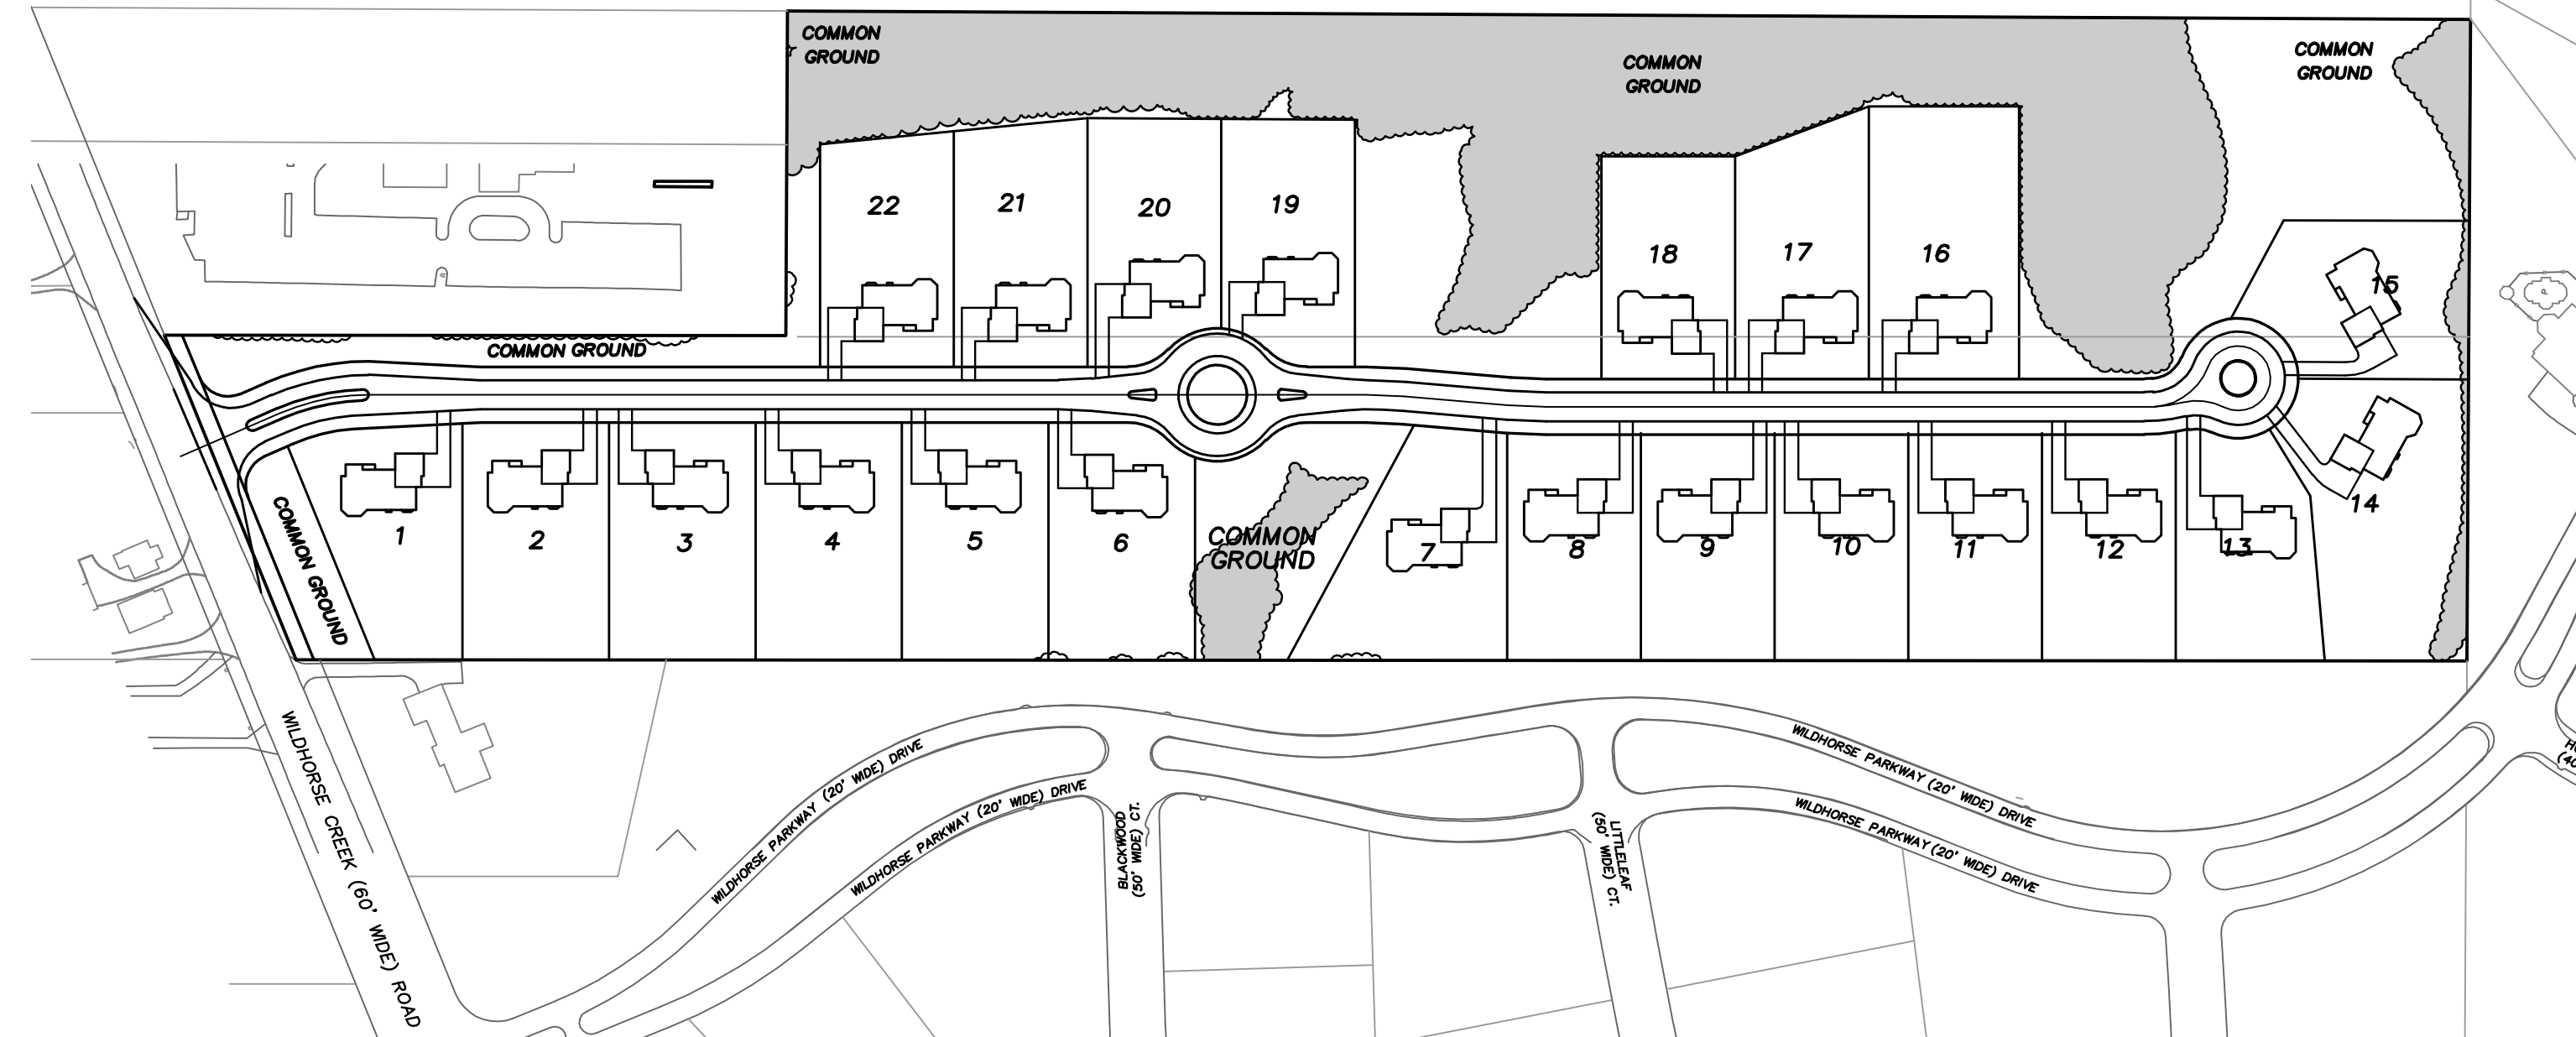 COMMON
GROUND
COMMON
GROUND
COMMON
GROUND
22
21
20
19
18
17
16
15
COMMON GROUND
COMMON GROUND
1
2
3
4
5
6
COMMON
GROUND
7
8
9
10
11
12
13
14
WILDHORSE CREEK (60' WIDE) ROAD
WILDHORSE PARKWAY (20' WIDE) DRIVE
WILDHORSE PARKWAY (20' WIDE) DRIVE
BLACKWOOD
(50' WIDE) CT.
LITTLELEAF
(50' WIDE) CT.
WILDHORSE PARKWAY (20' WIDE) DRIVE
WILDHORSE PARKWAY (20' WIDE) DRIVE